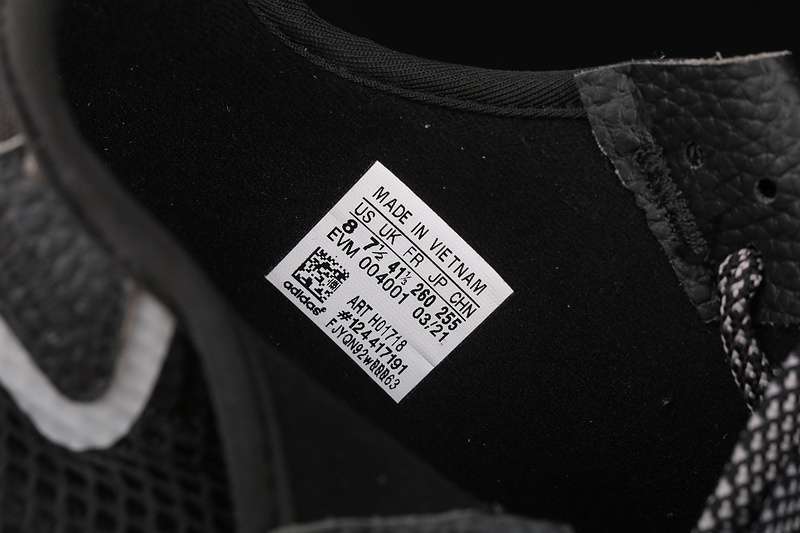 MADE IN VIETNAM
US UK FR JP CHN
8 7½ 41⅓ 260 255
EVM 004001 03/21
adidas
ART H01718
#124417191